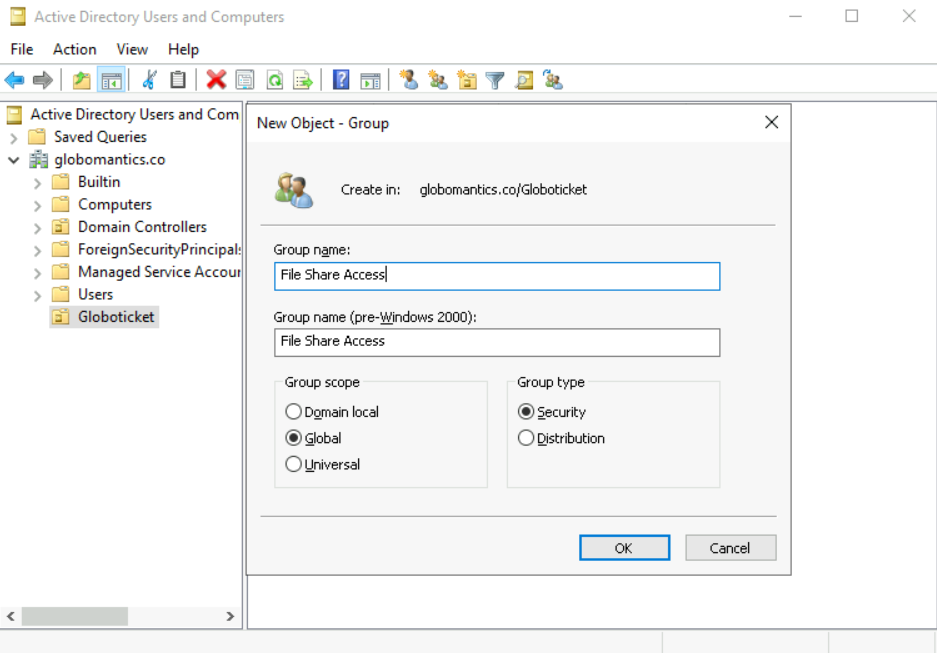 Active Directory Users and Computers
File Action View Help
Active Directory Users and Com
Saved Queries
globomantics.co
Builtin
Computers
Domain Controllers
ForeignSecurityPrincipals
Managed Service Accour
Users
Globoticket
New Object - Group
Create in: globomantics.co/Globoticket
Group name:
File Share Access
Group name (pre-Windows 2000):
File Share Access
Group scope
Domain local
Global
Universal
Group type
Security
Distribution
OK Cancel